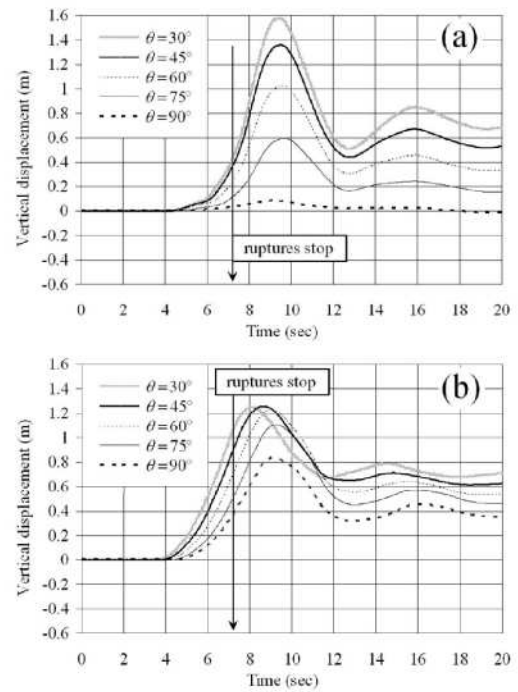 (a)
1.6
1.4
1.2
1
0.8
0.6
0.4
0.2
0
-0.2
-0.4
-0.6
Vertical displacement (m)
θ=30°
θ=45°
θ=60°
θ=75°
θ=90°
ruptures stop
0 2 4 6 8 10 12 14 16 18 20
Time (sec)
(b)
1.6
1.4
1.2
1
0.8
0.6
0.4
0.2
0
-0.2
-0.4
-0.6
Vertical displacement (m)
θ=30°
θ=45°
θ=60°
θ=75°
θ=90°
ruptures stop
0 2 4 6 8 10 12 14 16 18 20
Time (sec)